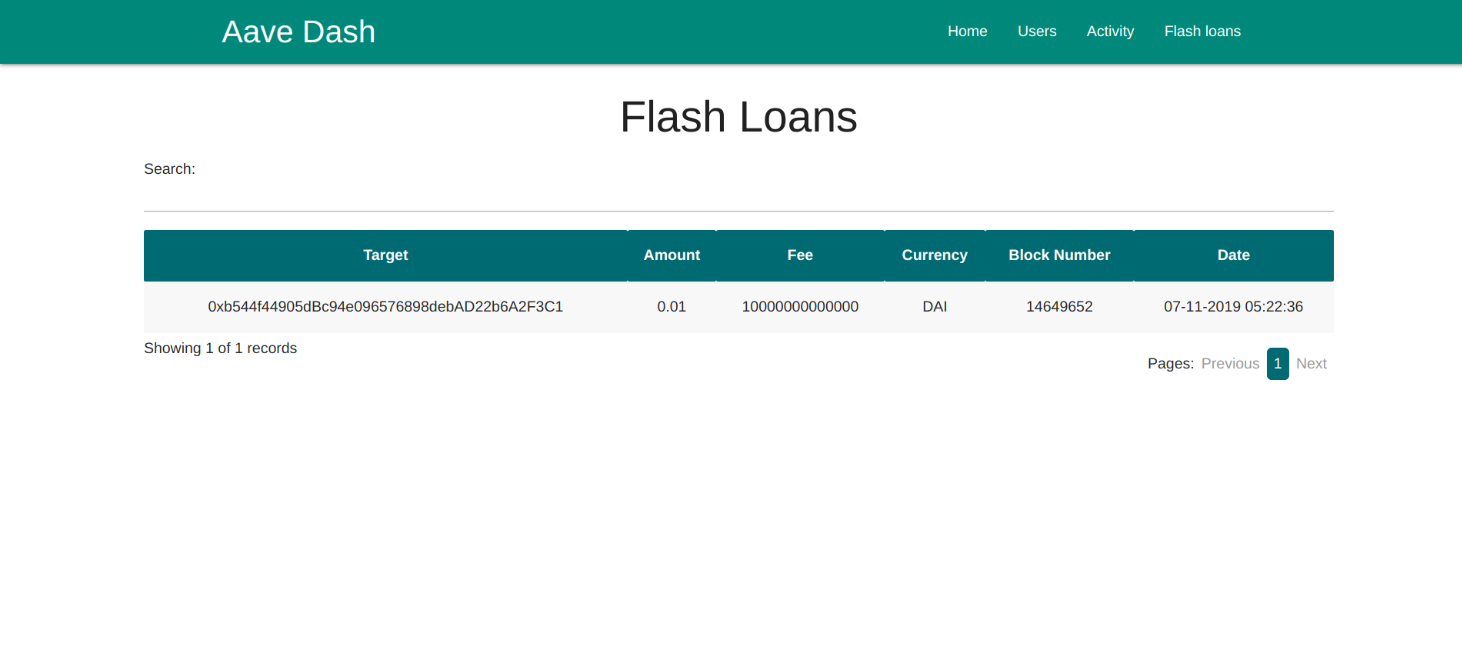 Aave Dash Home Users Activity Flash loans
Flash Loans
Search:
Target Amount Fee Currency Block Number Date
0xb544f44905dBc94e096576898debAD22b6A2F3C1 0.01 10000000000000 DAI 14649652 07-11-2019 05:22:36
Showing 1 of 1 records
Pages: Previous 1 Next